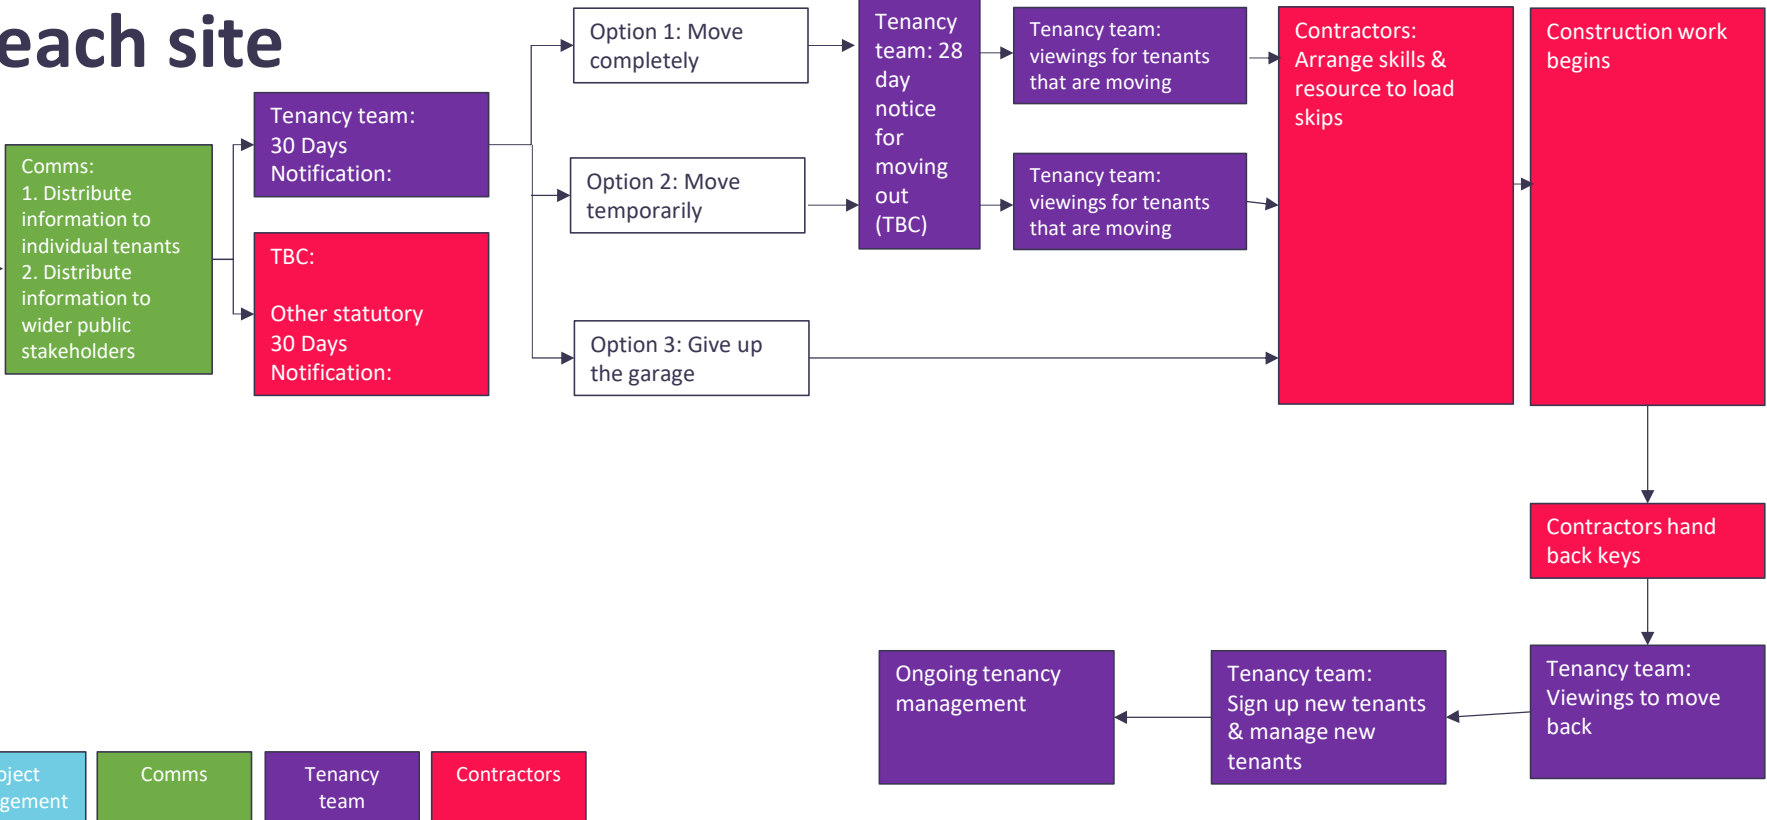 each site
Comms:
1. Distribute
information to
individual tenants
2. Distribute
information to
wider public
stakeholders
Tenancy team:
30 Days
Notification:
TBC:
Other statutory
30 Days
Notification:
Option 1: Move
completely
Option 2: Move
temporarily
Option 3: Give up
the garage
Tenancy
team: 28
day
notice
for
moving
out
(TBC)
Tenancy team:
viewings for tenants
that are moving
Tenancy team:
viewings for tenants
that are moving
Contractors:
Arrange skills &
resource to load
skips
Construction work
begins
Contractors hand
back keys
Tenancy team:
Viewings to move
back
Tenancy team:
Sign up new tenants
& manage new
tenants
Ongoing tenancy
management
Comms
Tenancy
team
Contractors